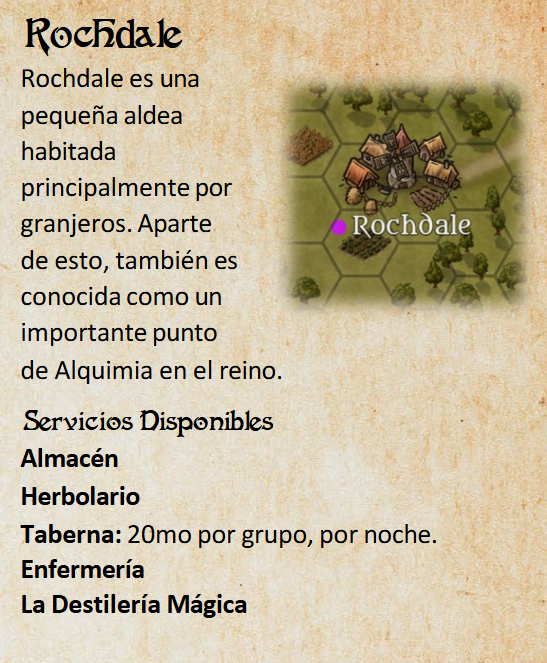 Rochdale
Rochdale es una
pequeña aldea
habitada
principalmente por
granjeros. Aparte
de esto, también es
conocida como un
importante punto
de Alquimia en el reino.
Rochdale
Servicios Disponibles
Almacén
Herbolario
Taberna: 20mo por grupo, por noche.
Enfermería
La Destilería Mágica